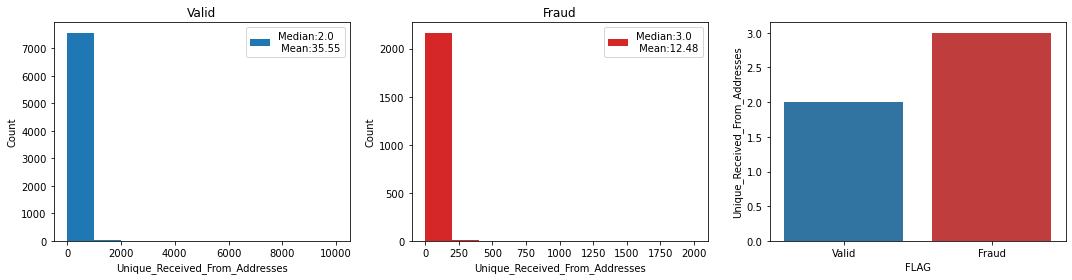 Valid
Median:2.0
Mean:35.55
7000
6000
5000
4000
3000
2000
1000
0
Count
0 2000 4000 6000 8000 10000
Unique_Received_From_Addresses
Fraud
Median:3.0
Mean:12.48
2000
1500
1000
500
0
Count
0 250 500 750 1000 1250 1500 1750 2000
Unique_Received_From_Addresses
3.0
2.5
2.0
1.5
1.0
0.5
0.0
Unique_Received_From_Addresses
Valid Fraud
FLAG